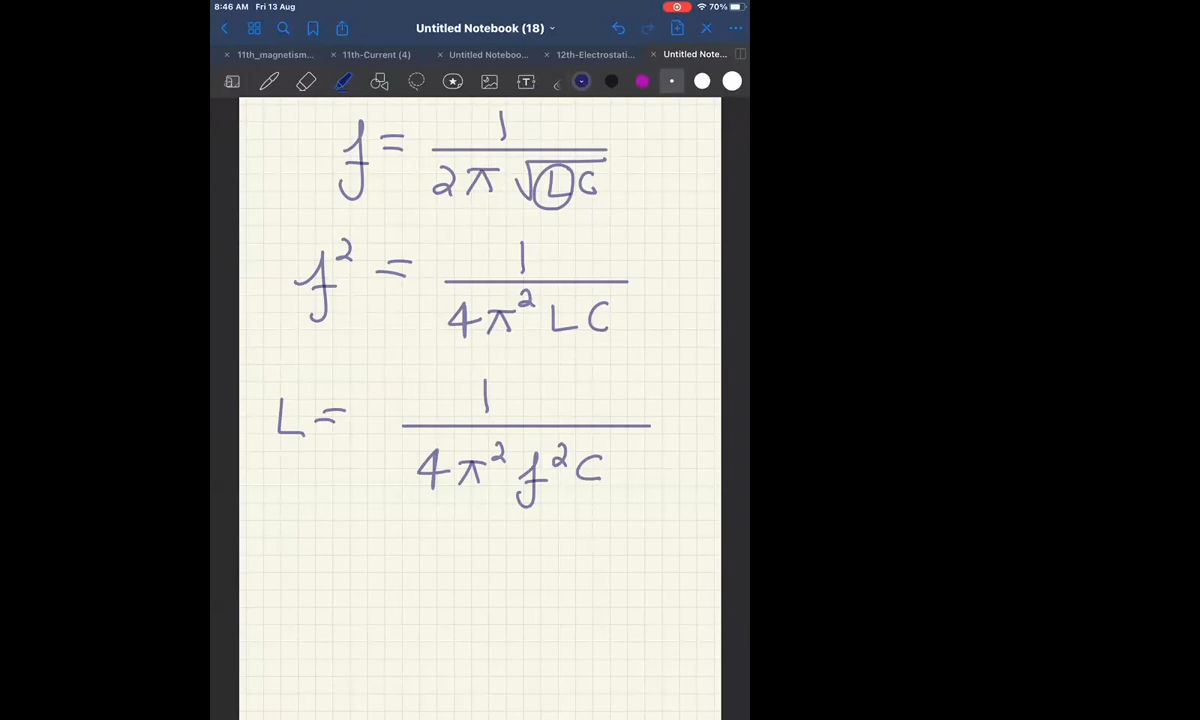 8:46 AM Fri 13 Aug 70%
Untitled Notebook (18)
11th_magnetism... 11th-Current (4) Untitled Noteboo... 12th-Electrostati... Untitled Note...
f = 1 / (2π √(LC))
f² = 1 / (4π² LC)
L = 1 / (4π² f² C)